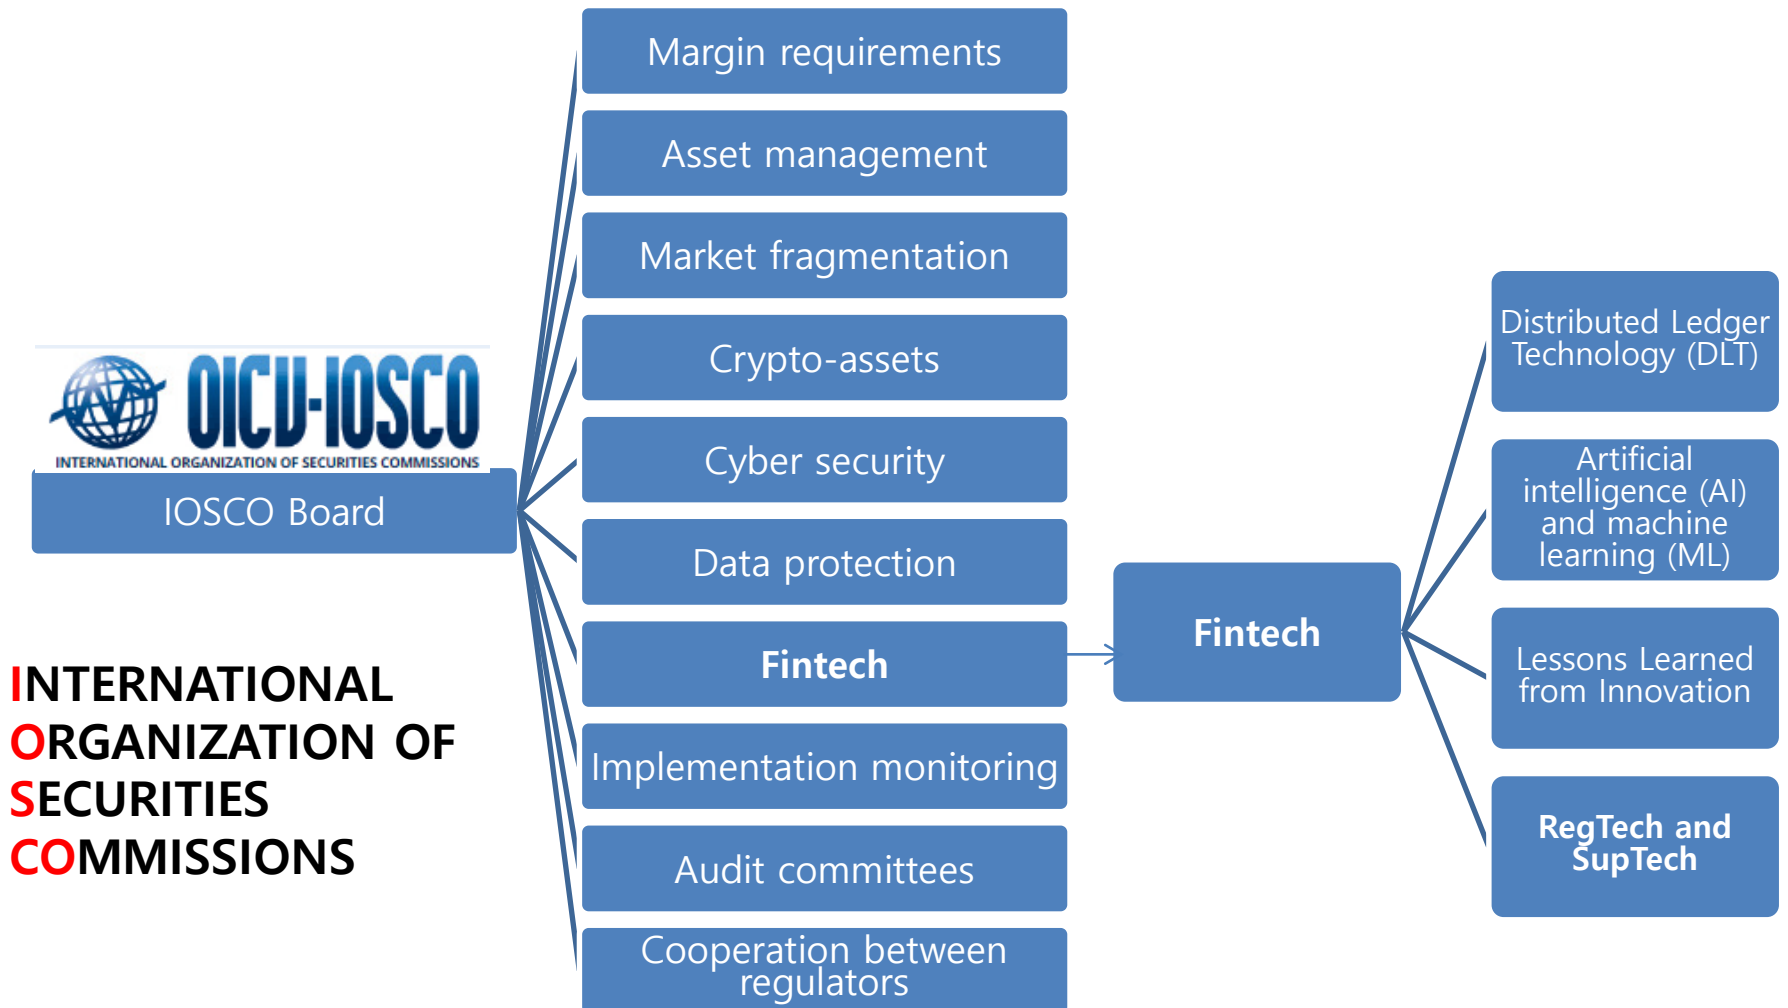 OICU-IOSCO
INTERNATIONAL ORGANIZATION OF SECURITIES COMMISSIONS
IOSCO Board
INTERNATIONAL
ORGANIZATION OF
SECURITIES
COMMISSIONS
Margin requirements
Asset management
Market fragmentation
Crypto-assets
Cyber security
Data protection
Fintech
Implementation monitoring
Audit committees
Cooperation between
regulators
Fintech
Distributed Ledger
Technology (DLT)
Artificial
intelligence (AI)
and machine
learning (ML)
Lessons Learned
from Innovation
RegTech and
SupTech